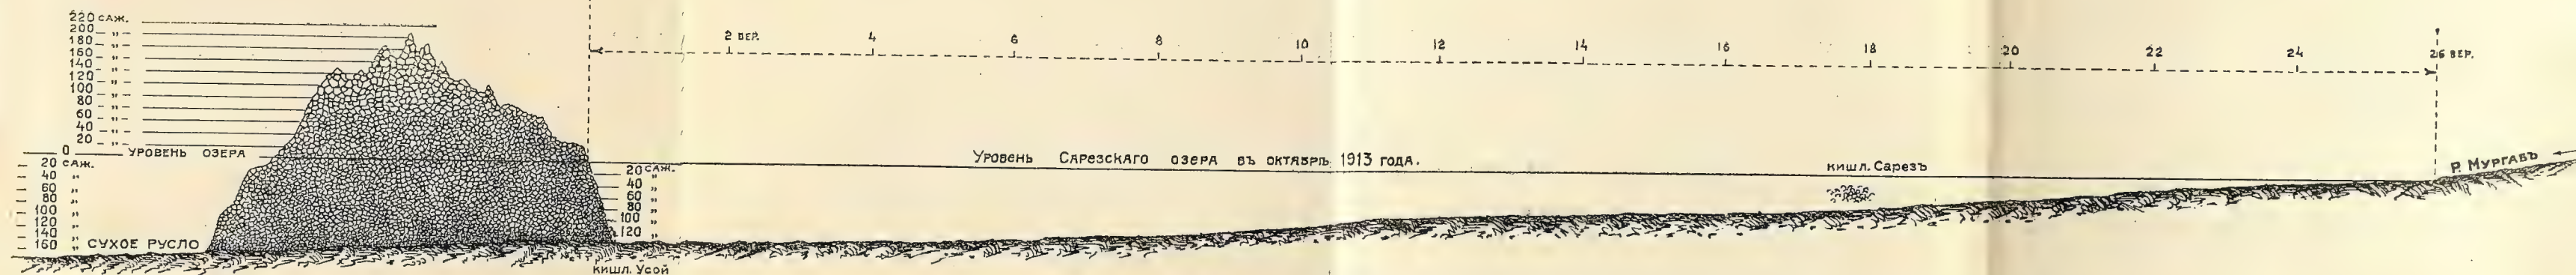 220 САЖ.
200 – „ –
180 – „ –
160 – „ –
140 – „ –
120 – „ –
100 – „ –
80 – „ –
60 – „ –
40 – „ –
20 – „ –
0 УРОВЕНЬ ОЗЕРА
20 САЖ.
40 „
60 „
80 „
100 „
120 „
140 „
160 „ СУХОЕ РУСЛО
20 САЖ.
40 „
60 „
80 „
100 „
120 „
кишл. Усой
2 ВЕР. 4 6 8 10 12 14 16 18 20 22 24 26 ВЕР.
Уровень Сарезскаго озера въ октябрѣ 1913 года.
кишл. Сарезъ
Р. Мургавъ